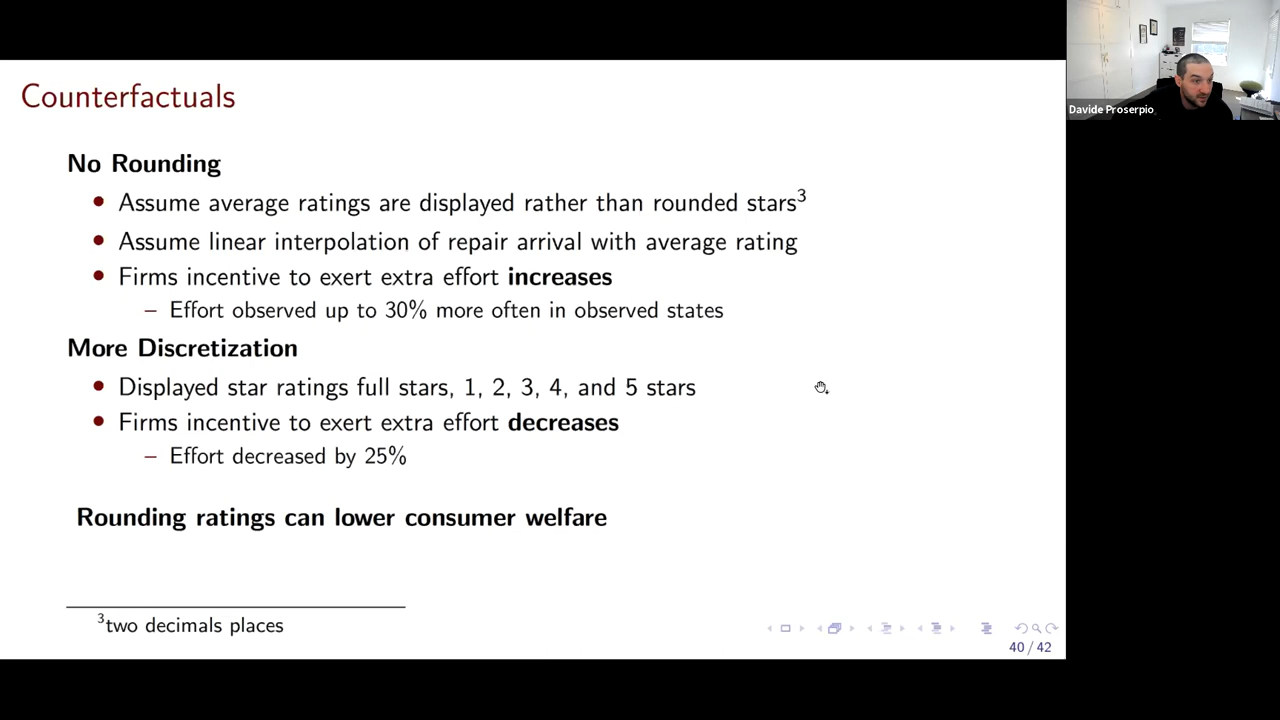 Counterfactuals
No Rounding
• Assume average ratings are displayed rather than rounded stars³
• Assume linear interpolation of repair arrival with average rating
• Firms incentive to exert extra effort increases
– Effort observed up to 30% more often in observed states
More Discretization
• Displayed star ratings full stars, 1, 2, 3, 4, and 5 stars
• Firms incentive to exert extra effort decreases
– Effort decreased by 25%
Rounding ratings can lower consumer welfare
³two decimals places
40 / 42
Davide Proserpio